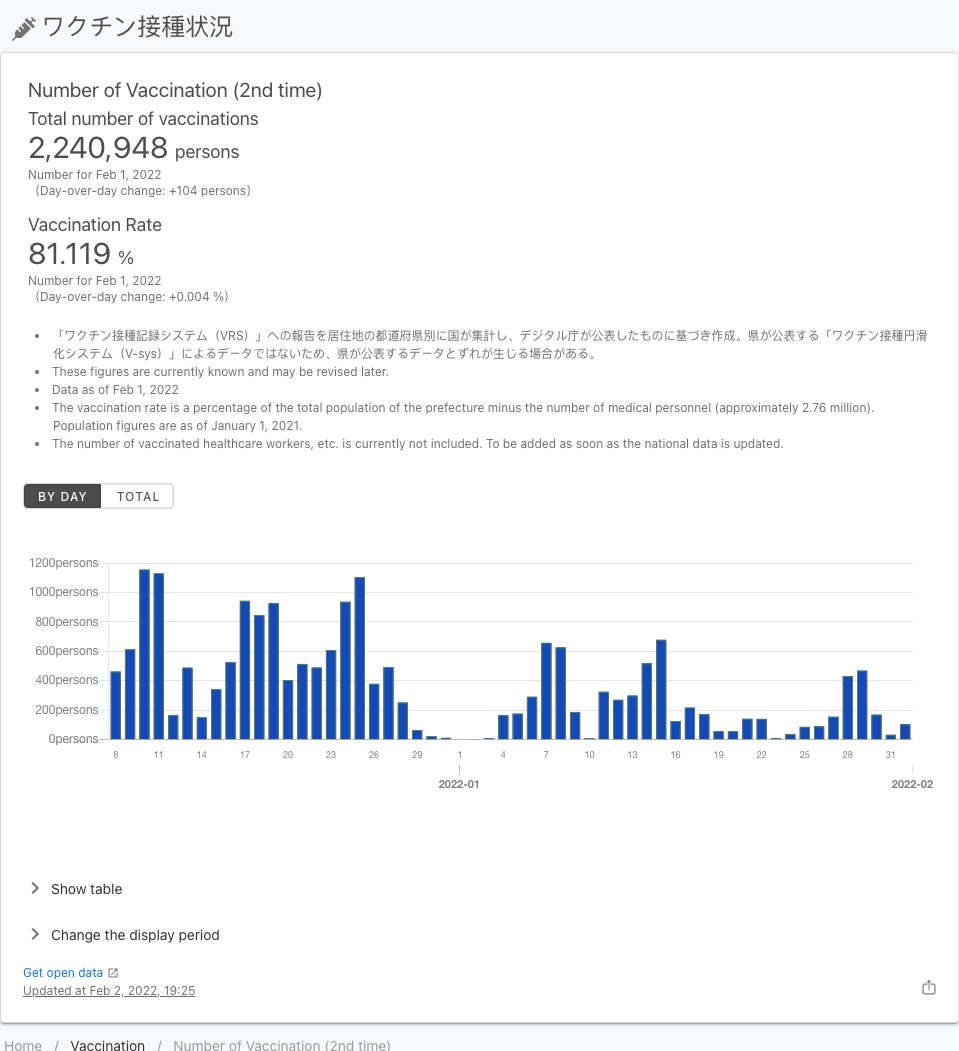 ワクチン接種状況
Number of Vaccination (2nd time)
Total number of vaccinations
2,240,948 persons
Number for Feb 1, 2022
（Day-over-day change: +104 persons）
Vaccination Rate
81.119 %
Number for Feb 1, 2022
（Day-over-day change: +0.004 %）
• 「ワクチン接種記録システム（VRS）」への報告を居住地の都道府県別に国が集計し、デジタル庁が公表したものに基づき作成。県が公表する「ワクチン接種円滑
化システム（V-sys）」によるデータではないため、県が公表するデータとずれが生じる場合がある。
• These figures are currently known and may be revised later.
• Data as of Feb 1, 2022
• The vaccination rate is a percentage of the total population of the prefecture minus the number of medical personnel (approximately 2.76 million).
Population figures are as of January 1, 2021.
• The number of vaccinated healthcare workers, etc. is currently not included. To be added as soon as the national data is updated.
BY DAY TOTAL
1200persons
1000persons
800persons
600persons
400persons
200persons
0persons
8 11 14 17 20 23 26 29 1 4 7 10 13 16 19 22 25 28 31
2022-01 2022-02
Show table
Change the display period
Get open data
Updated at Feb 2, 2022, 19:25
Home / Vaccination / Number of Vaccination (2nd time)